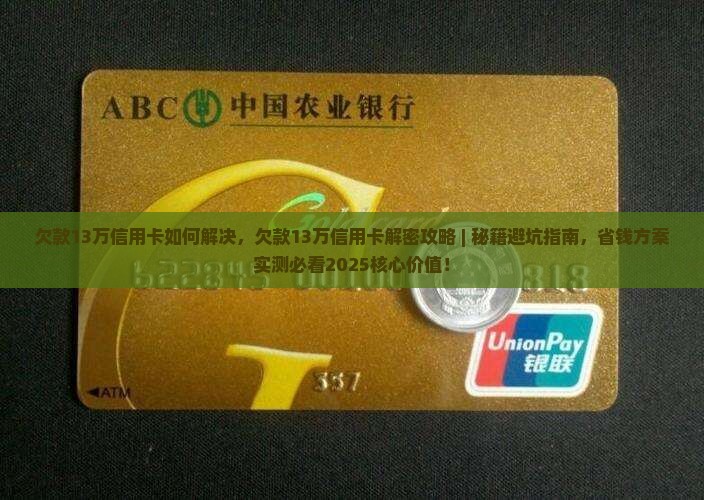 ABC 中国农业银行
Gold card
欠款13万信用卡如何解决，欠款13万信用卡解密攻略 | 秘籍避坑指南，省钱方案
实测必看2025核心价值！
UnionPay
银联
337
◀ATM